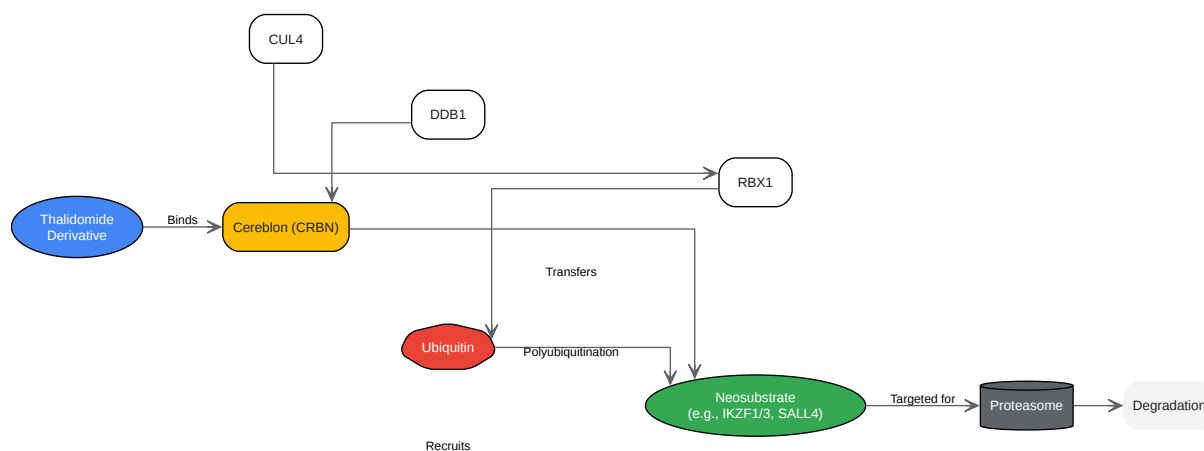 CUL4
DDB1
RBX1
Thalidomide
Derivative
Binds
Cereblon (CRBN)
Transfers
Ubiquitin
Polyubiquitination
Neosubstrate
(e.g., IKZF1/3, SALL4)
Targeted for
Proteasome
Degradation
Recruits